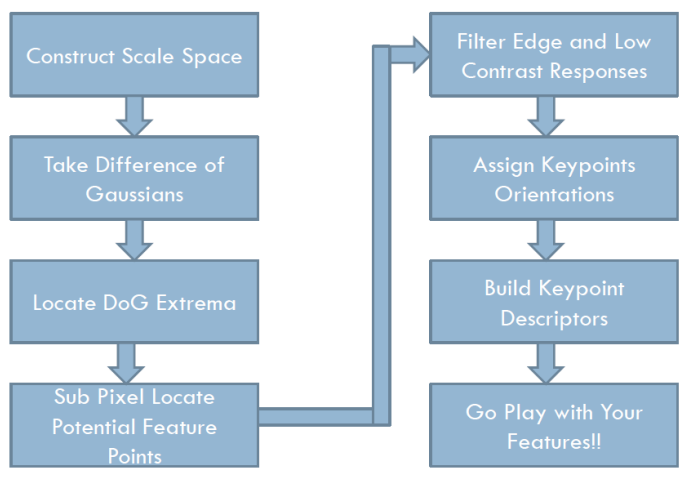 Construct Scale Space
Take Difference of
Gaussians
Locate DoG Extrema
Sub Pixel Locate
Potential Feature
Points
Filter Edge and Low
Contrast Responses
Assign Keypoints
Orientations
Build Keypoint
Descriptors
Go Play with Your
Features!!